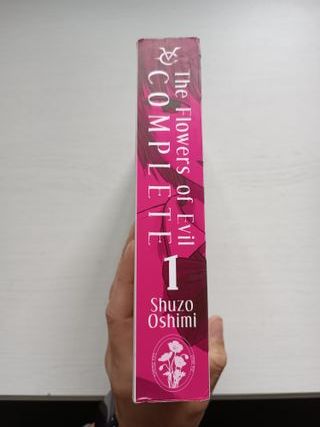 The Flowers of Evil
COMPLETE
1
Shuzo
Oshimi